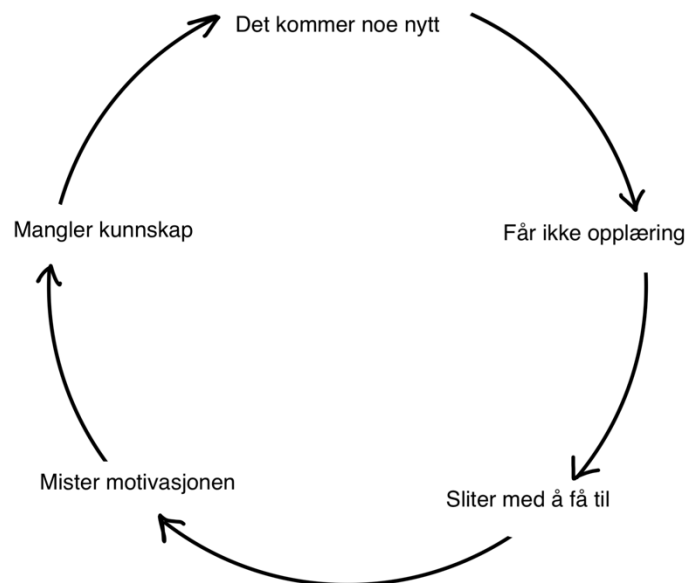 Det kommer noe nytt
Får ikke opplæring
Sliter med å få til
Mister motivasjonen
Mangler kunnskap